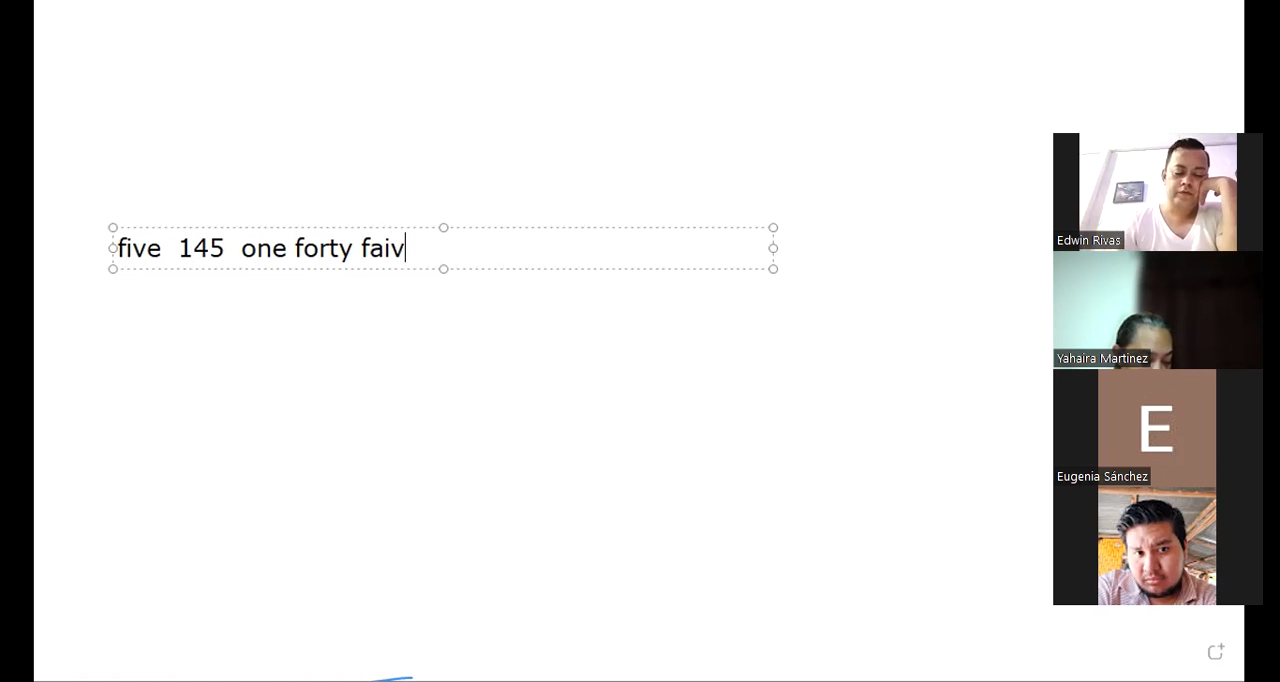 five 145 one forty faiv
Edwin Rivas
Yahaira Martinez
E
Eugenia Sánchez